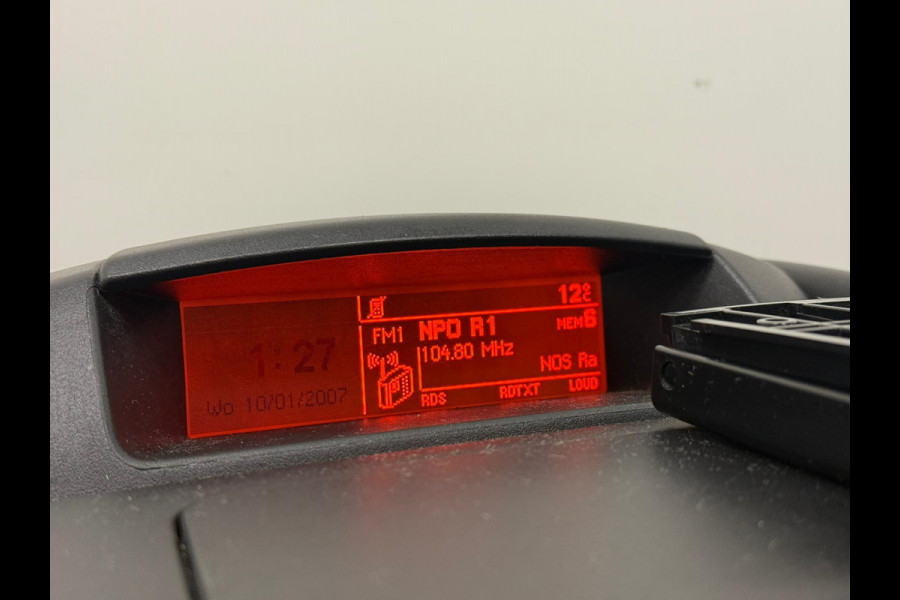 1:27
Wo 10/01/2007
12°C
FM1 NPO R1 MEM6
104.80 MHz
NOS Ra
RDS RDTXT LOUD